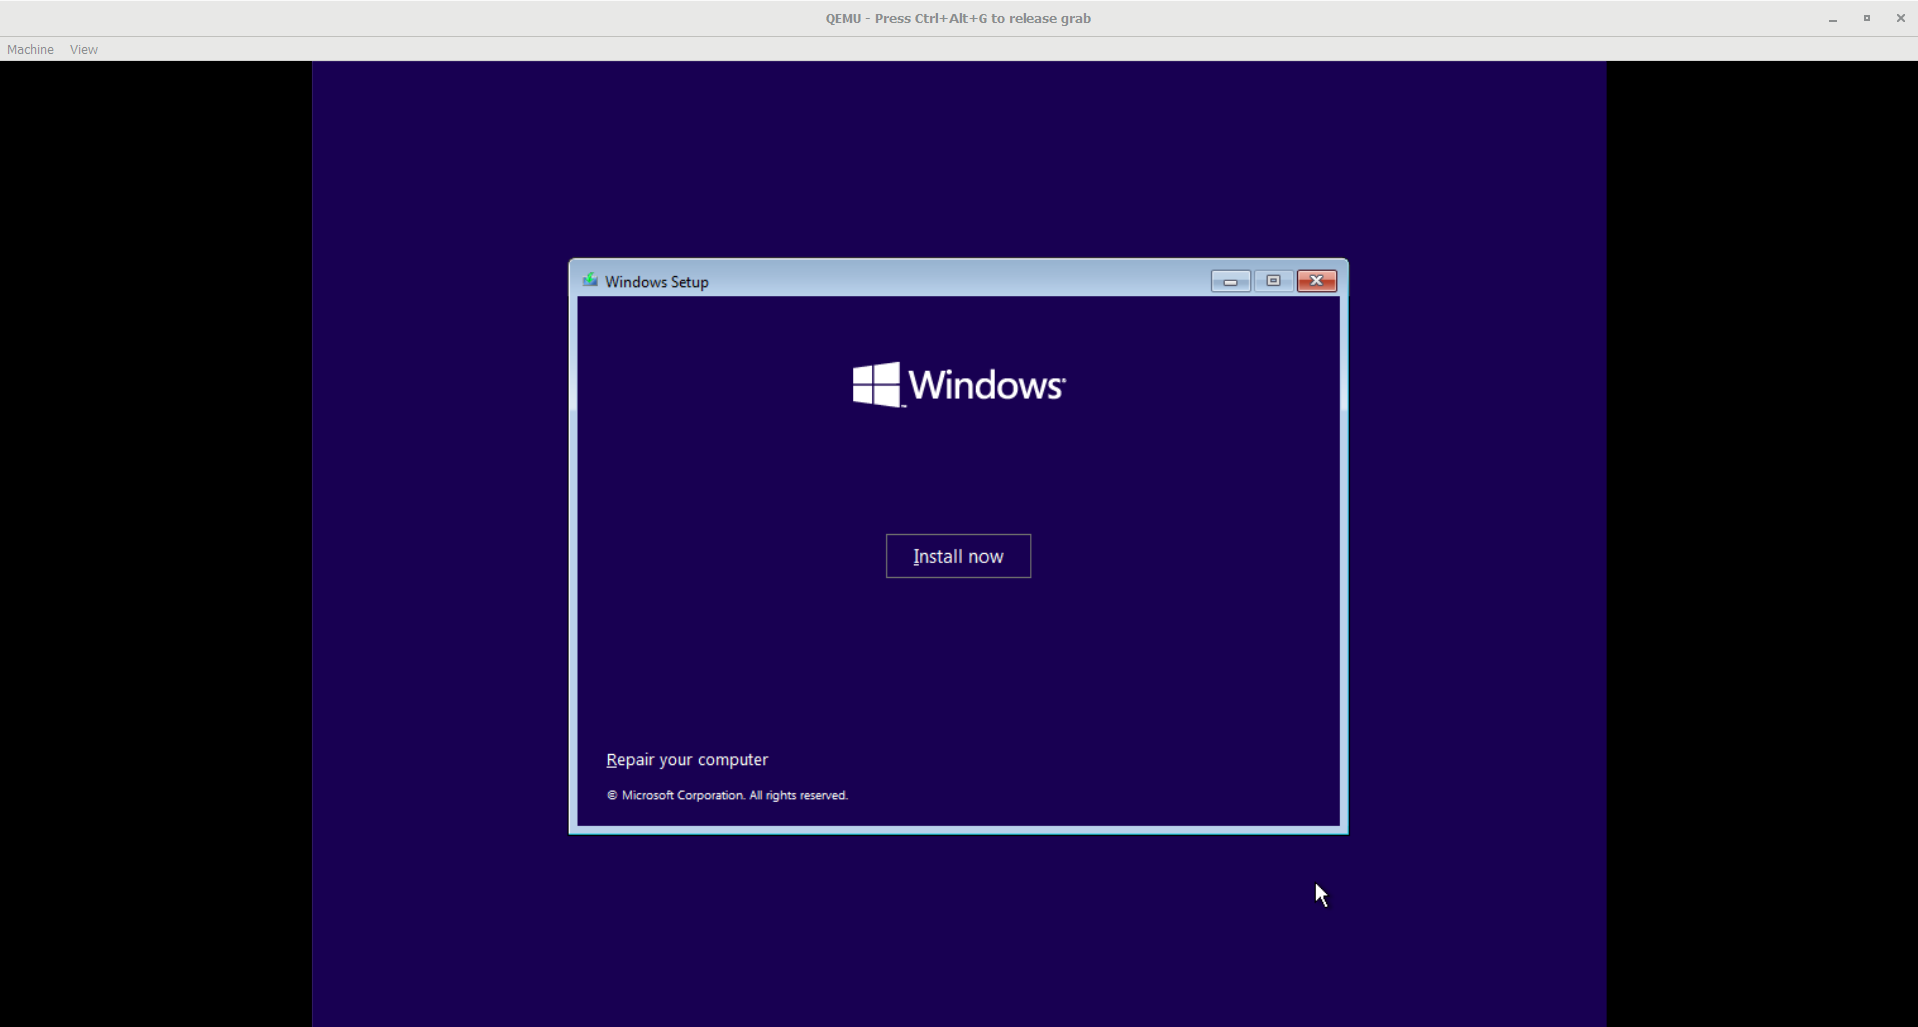 QEMU - Press Ctrl+Alt+G to release grab
Machine View
Windows Setup
Windows®
Install now
Repair your computer
© Microsoft Corporation. All rights reserved.